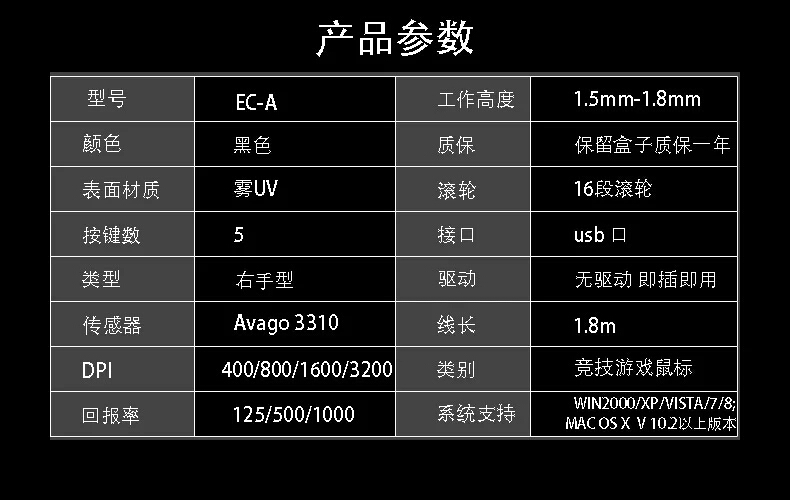 产品参数
型号 EC-A 工作高度 1.5mm-1.8mm
颜色 黑色 质保 保留盒子质保一年
表面材质 雾UV 滚轮 16段滚轮
按键数 5 接口 usb 口
类型 右手型 驱动 无驱动 即插即用
传感器 Avago 3310 线长 1.8m
DPI 400/800/1600/3200 类别 竞技游戏鼠标
回报率 125/500/1000 系统支持 WIN2000/XP/VISTA/7/8;
MAC OS X V 10.2以上版本